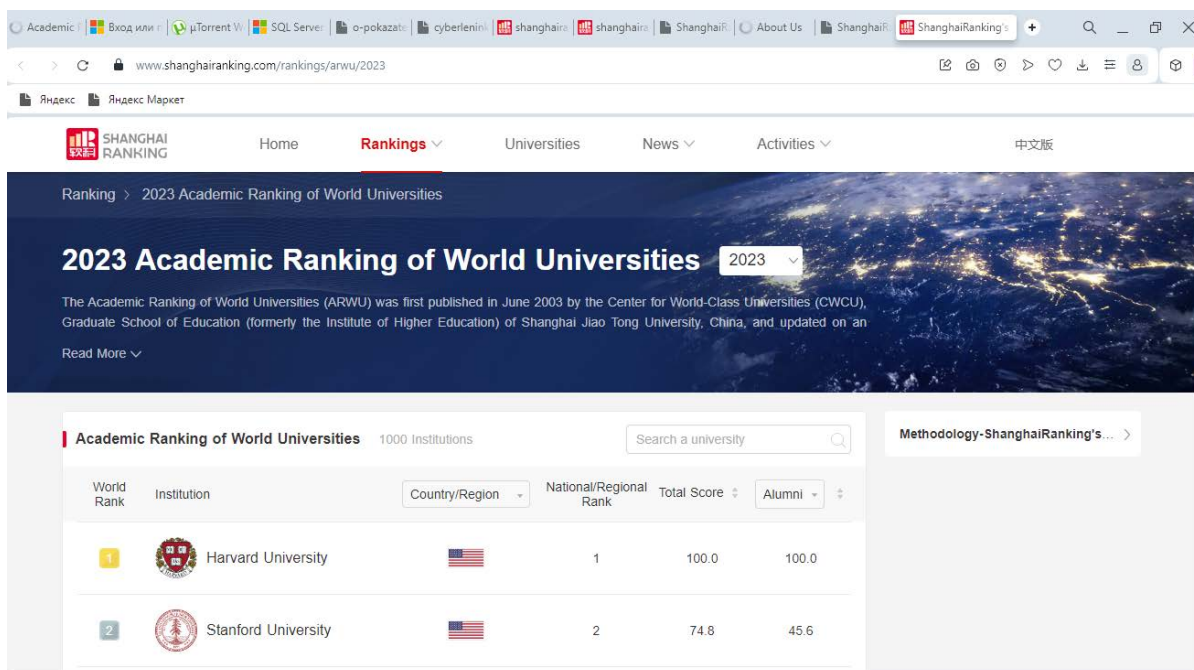 Academic Вход или µTorrent W SQL Server o-pokazate cyberlenink shanghaira shanghaira ShanghaiR About Us ShanghaiR ShanghaiRanking's
www.shanghairanking.com/rankings/arwu/2023
Яндекс Яндекс Маркет
SHANGHAI
RANKING
软科
Home Rankings Universities News Activities 中文版
Ranking > 2023 Academic Ranking of World Universities
2023 Academic Ranking of World Universities 2023
The Academic Ranking of World Universities (ARWU) was first published in June 2003 by the Center for World-Class Universities (CWCU),
Graduate School of Education (formerly the Institute of Higher Education) of Shanghai Jiao Tong University, China, and updated on an
Read More
Academic Ranking of World Universities 1000 Institutions Search a university
Methodology-ShanghaiRanking's...
World
Rank
Institution Country/Region National/Regional
Rank
Total Score Alumni
1 Harvard University 1 100.0 100.0
2 Stanford University 2 74.8 45.6